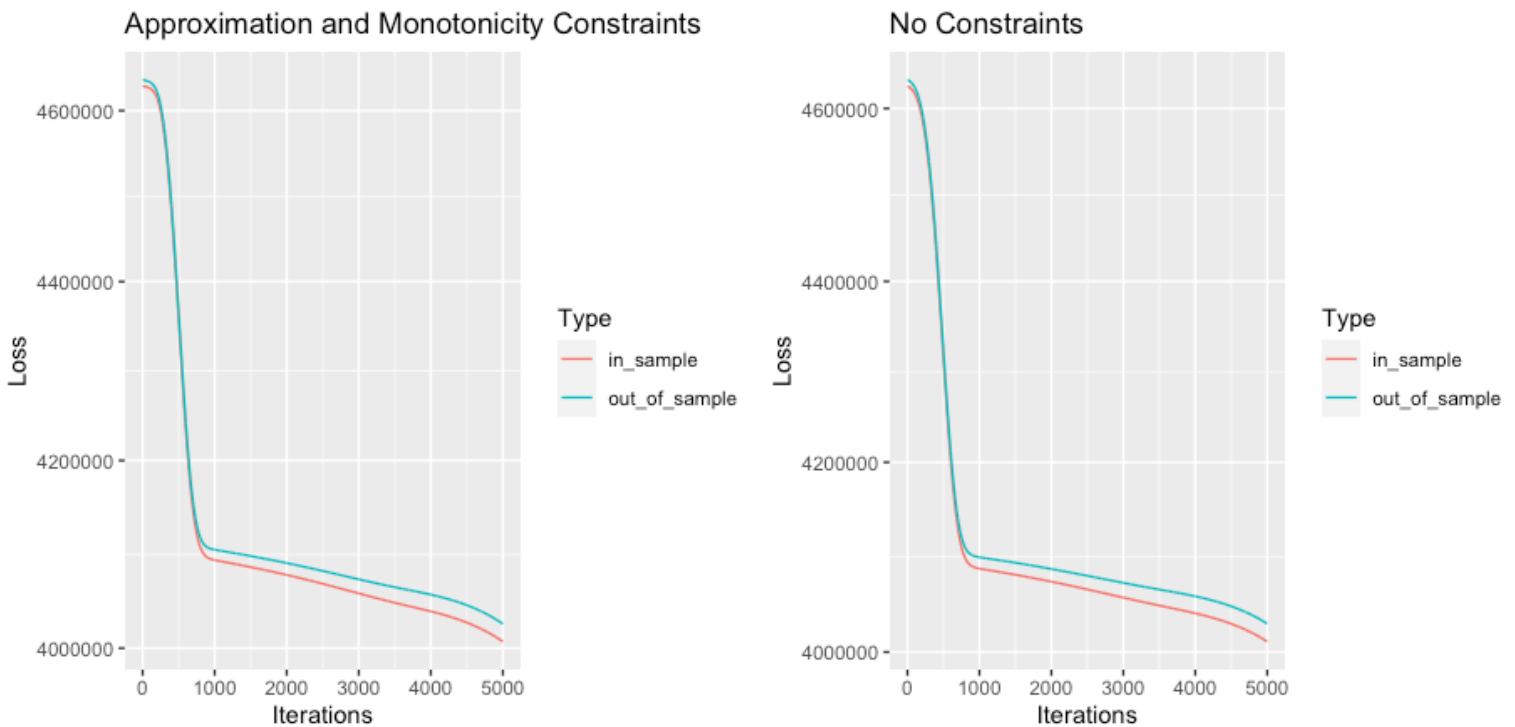 Approximation and Monotonicity Constraints
4600000
4400000
4200000
4000000
Loss
0 1000 2000 3000 4000 5000
Iterations
Type
in_sample
out_of_sample
No Constraints
4600000
4400000
4200000
4000000
Loss
0 1000 2000 3000 4000 5000
Iterations
Type
in_sample
out_of_sample